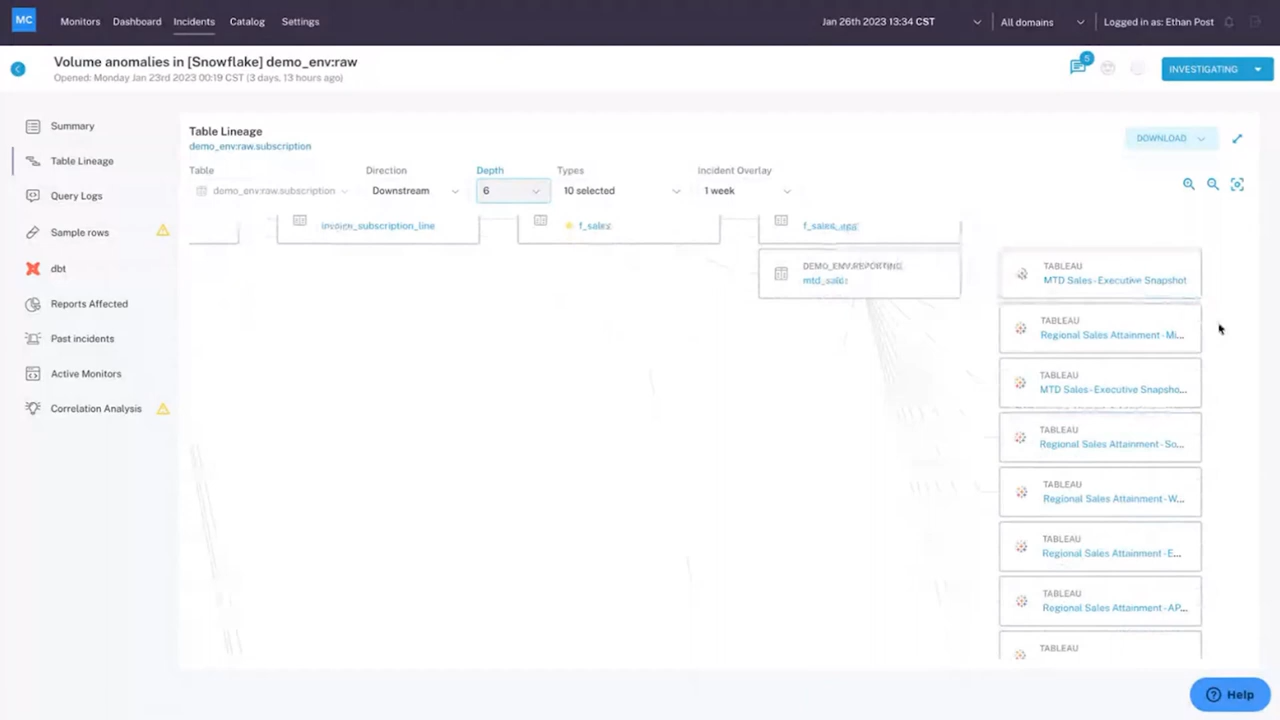 MC Monitors Dashboard Incidents Catalog Settings Jan 26th 2023 13:34 CST All domains Logged in as: Ethan Post
Volume anomalies in [Snowflake] demo_env:raw
Opened: Monday Jan 23rd 2023 00:19 CST (3 days, 13 hours ago)
5
INVESTIGATING
Summary
Table Lineage
Query Logs
Sample rows
dbt
Reports Affected
Past incidents
Active Monitors
Correlation Analysis
Table Lineage
demo_env:raw.subscription
DOWNLOAD
Table Direction Depth Types Incident Overlay
demo_env:raw.subscription Downstream 6 10 selected 1 week
invoice_subscription_line f_sales f_sales_agg
DEMO_ENV:REPORTING
mtd_sales
TABLEAU
MTD Sales - Executive Snapshot
TABLEAU
Regional Sales Attainment - Mi...
TABLEAU
MTD Sales - Executive Snapsho...
TABLEAU
Regional Sales Attainment - So...
TABLEAU
Regional Sales Attainment - W...
TABLEAU
Regional Sales Attainment - E...
TABLEAU
Regional Sales Attainment - AP...
TABLEAU
Help